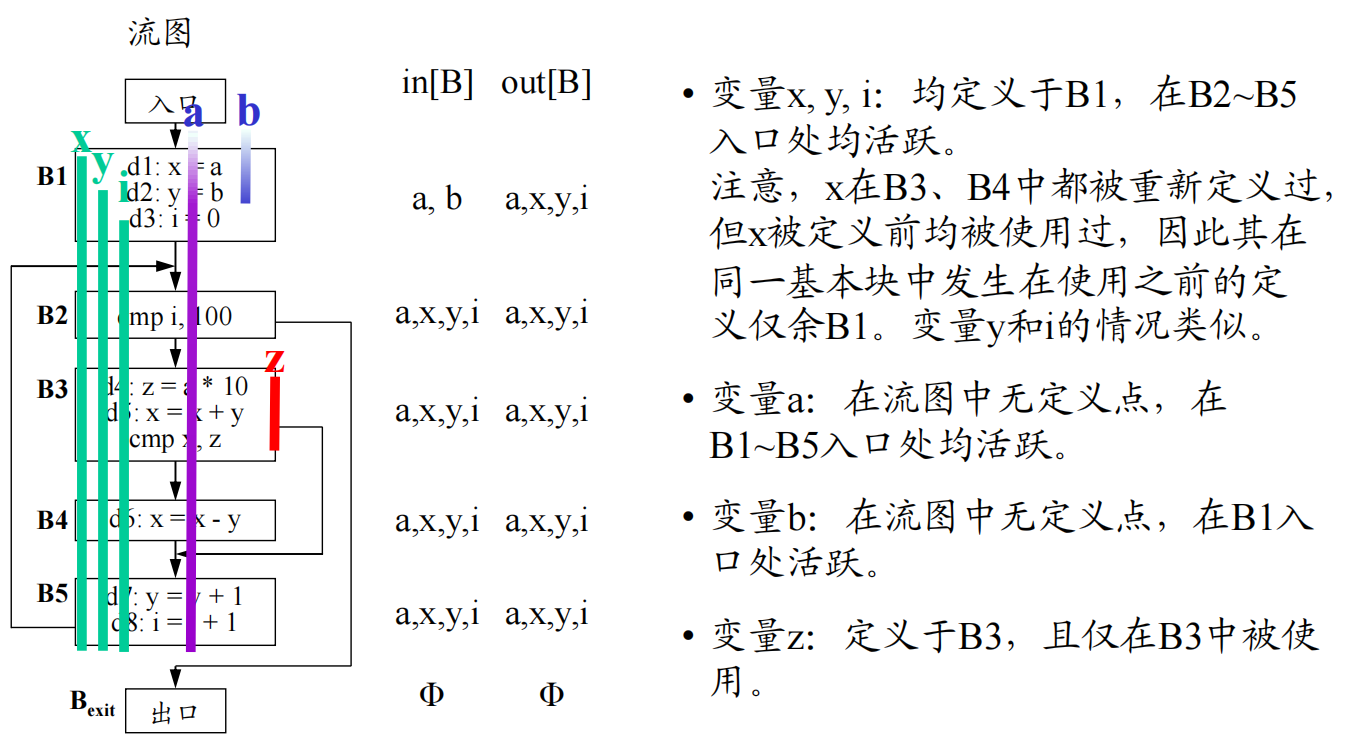 流图
in[B] out[B]
入口
a
b
x
y
i
B1
d1: x = a
d2: y = b
d3: i = 0
a, b
a,x,y,i
B2
cmp i, 100
a,x,y,i
a,x,y,i
z
B3
d4: z = a * 10
d5: x = x + y
cmp x, z
a,x,y,i
a,x,y,i
B4
d6: x = x - y
a,x,y,i
a,x,y,i
B5
d7: y = y + 1
d8: i = i + 1
a,x,y,i
a,x,y,i
Bexit
出口
Φ
Φ
• 变量x, y, i：均定义于B1，在B2~B5
入口处均活跃。
注意，x在B3、B4中都被重新定义过，
但x被定义前均被使用过，因此其在
同一基本块中发生在使用之前的定
义仅余B1。变量y和i的情况类似。
• 变量a：在流图中无定义点，在
B1~B5入口处均活跃。
• 变量b：在流图中无定义点，在B1入
口处活跃。
• 变量z：定义于B3，且仅在B3中被使
用。